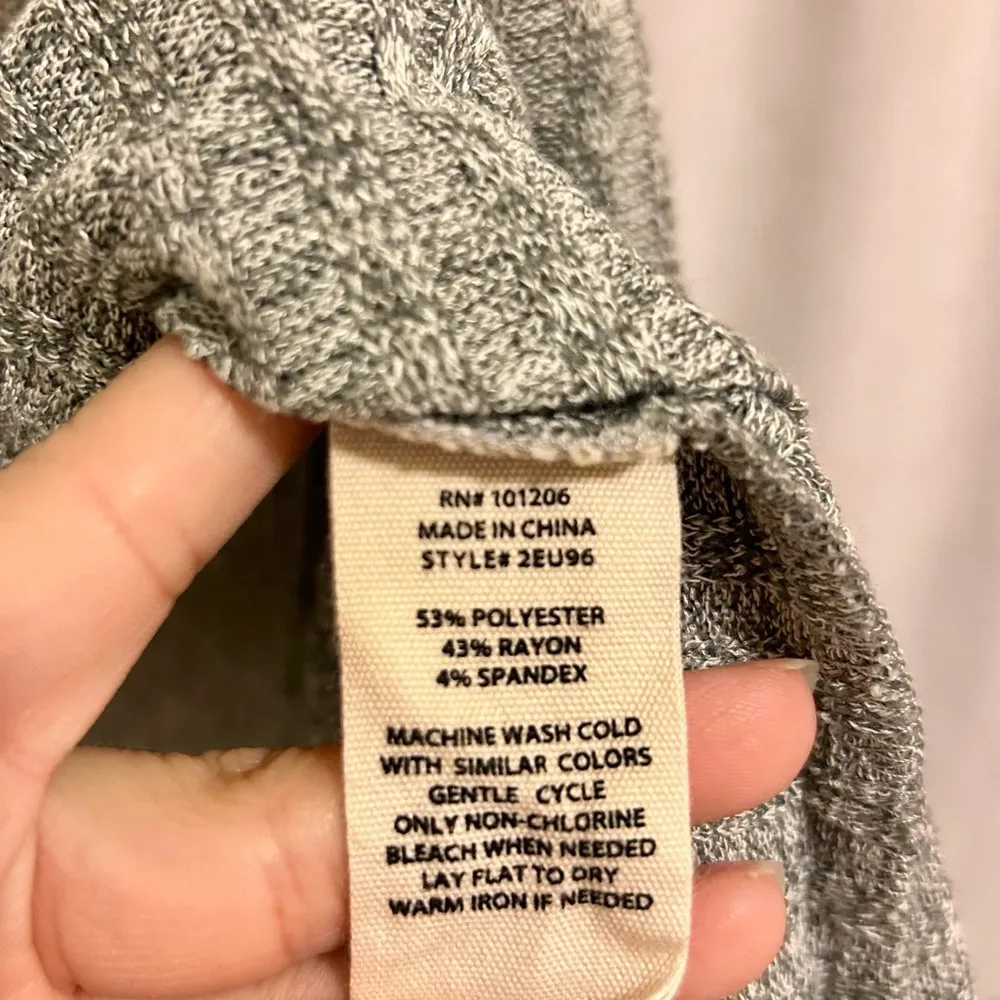 RN# 101206
MADE IN CHINA
STYLE# 2EU96
53% POLYESTER
43% RAYON
4% SPANDEX
MACHINE WASH COLD
WITH SIMILAR COLORS
GENTLE CYCLE
ONLY NON-CHLORINE
BLEACH WHEN NEEDED
LAY FLAT TO DRY
WARM IRON IF NEEDED